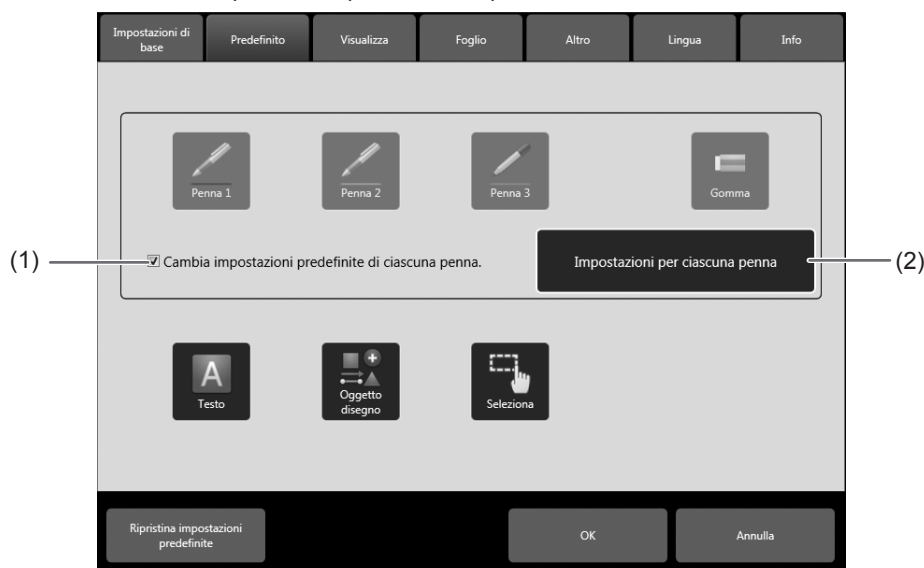 Impostazioni di
base
Predefinito
Visualizza
Foglio
Altro
Lingua
Info
Penna 1
Penna 2
Penna 3
Gomma
(1)
Cambia impostazioni predefinite di ciascuna penna.
Impostazioni per ciascuna penna
(2)
A
Testo
Oggetto
disegno
Seleziona
Ripristina impostazioni
predefinite
OK
Annulla